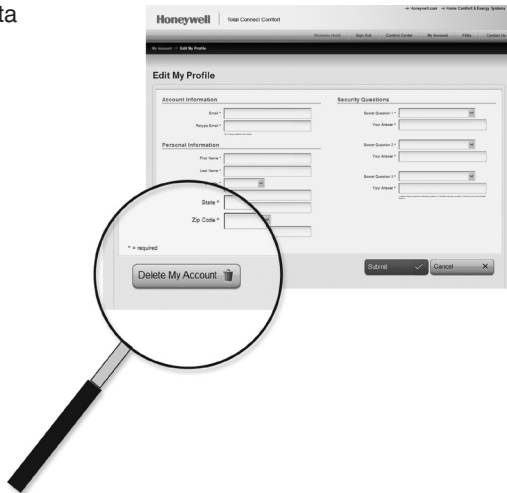 ta
→ Honeywell.com → Home Comfort & Energy Systems
Honeywell Total Connect Comfort
Welcome Heidi Sign Out Control Center My Account FAQs Contact Us
My Account → Edit My Profile
Edit My Profile
Account Information
Email *
Retype Email *
Personal Information
First Name *
Last Name *
State *
Zip Code *
* = required
Delete My Account
Security Questions
Secret Question 1 *
Your Answer *
Secret Question 2 *
Your Answer *
Secret Question 3 *
Your Answer *
Submit
Cancel